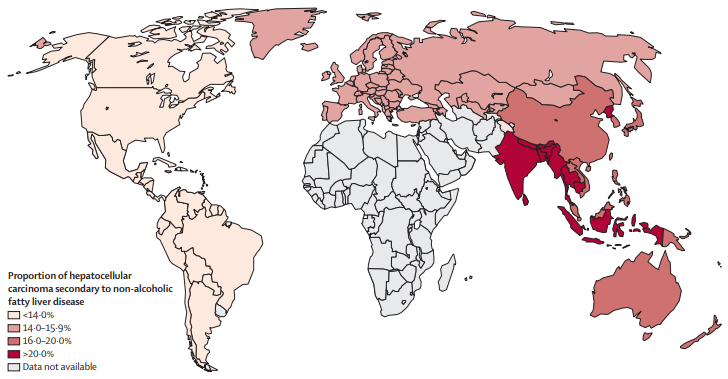 Proportion of hepatocellular
carcinoma secondary to non-alcoholic
fatty liver disease
<14·0%
14·0–15·9%
16·0–20·0%
>20·0%
Data not available